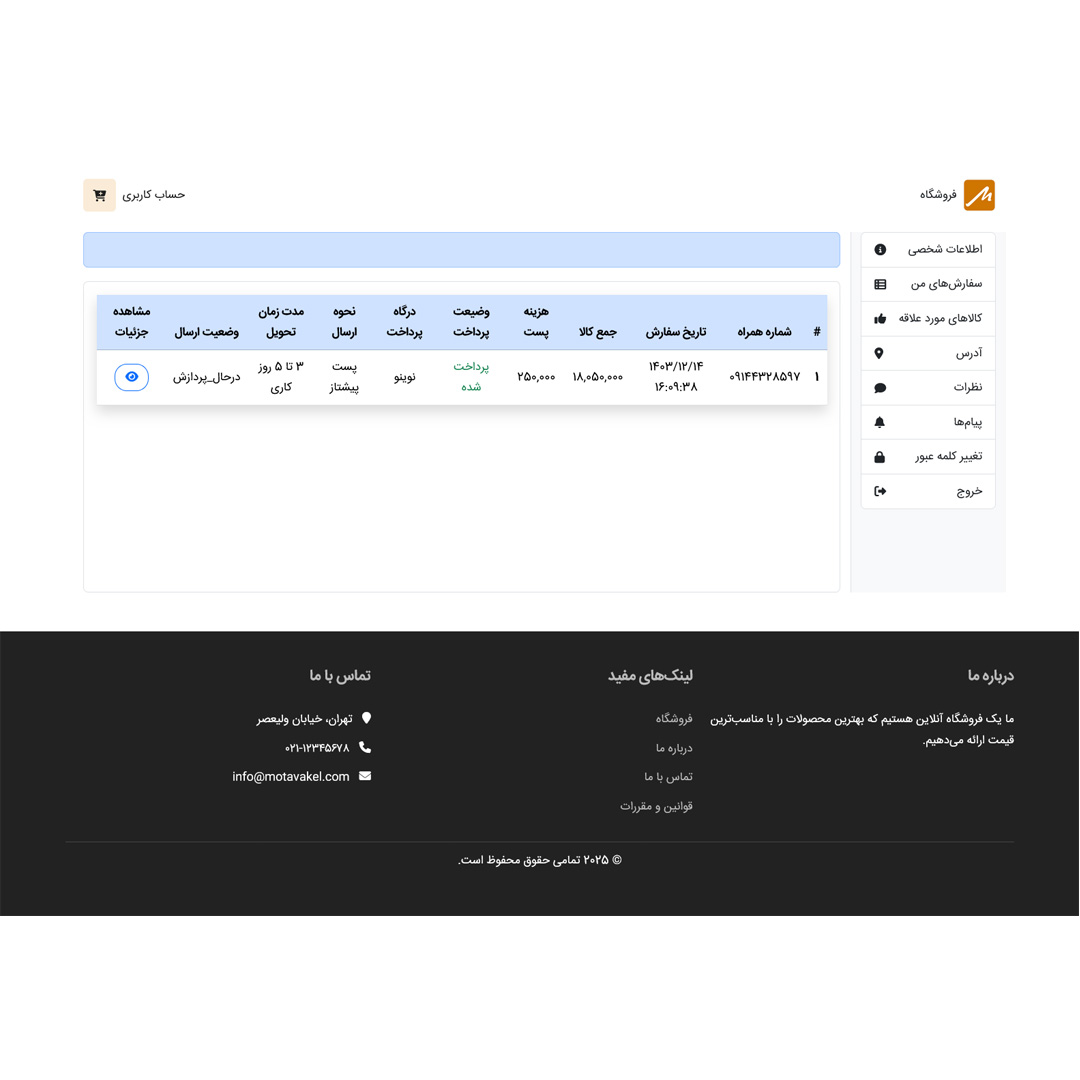 فروشگاه
حساب کاربری
اطلاعات شخصی
سفارش‌های من
کالاهای مورد علاقه
آدرس
نظرات
پیام‌ها
تغییر کلمه عبور
خروج
# شماره همراه تاریخ سفارش جمع کالا هزینه پست وضیعت پرداخت درگاه پرداخت نحوه ارسال مدت زمان تحویل وضعیت ارسال مشاهده جزئیات
۱ ۰۹۱۴۴۳۲۸۵۹۷ ۱۴۰۳/۱۲/۱۴ ۱۶:۰۹:۳۸ ۱۸,۰۵۰,۰۰۰ ۲۵۰,۰۰۰ پرداخت شده نوینو پست پیشتاز ۳ تا ۵ روز کاری درحال_پردازش
درباره ما
ما یک فروشگاه آنلاین هستیم که بهترین محصولات را با مناسب‌ترین
قیمت ارائه می‌دهیم.
لینک‌های مفید
فروشگاه
درباره ما
تماس با ما
قوانین و مقررات
تماس با ما
تهران، خیابان ولیعصر
۰۲۱-۱۲۳۴۵۶۷۸
info@motavakel.com
© ۲۰۲۵ تمامی حقوق محفوظ است.